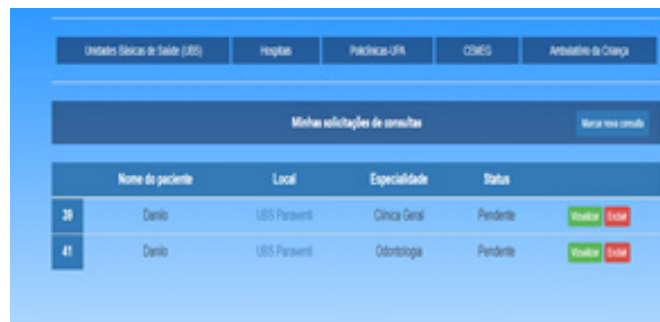 Unidades Básicas de Saúde (UBS) Hospitais Policlínicas-UPA CEMEG Ambulatório da Criança
Minhas solicitações de consultas Marcar nova consulta
Nome do paciente Local Especialidade Status
39 Danilo UBS Paraventi Clínica Geral Pendente Visualizar Excluir
41 Danilo UBS Paraventi Odontologia Pendente Visualizar Excluir